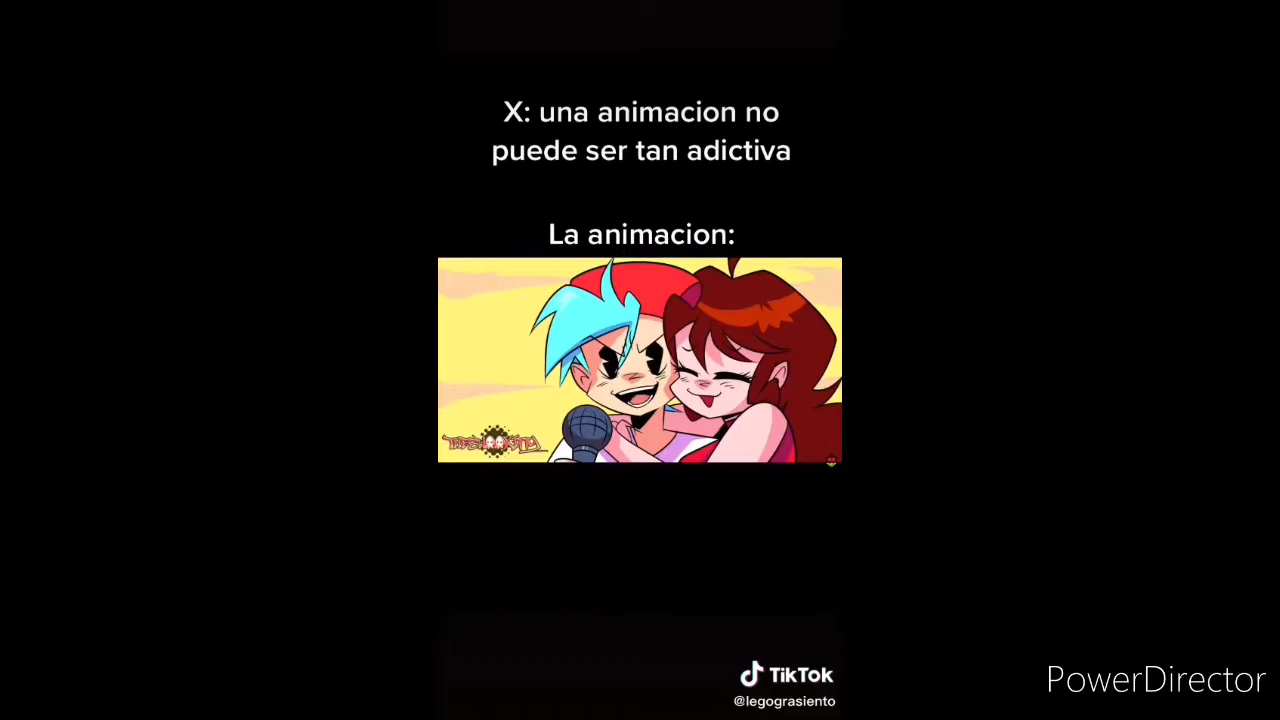 X: una animacion no
puede ser tan adictiva
La animacion:
TikTok
@legograsiento
PowerDirector